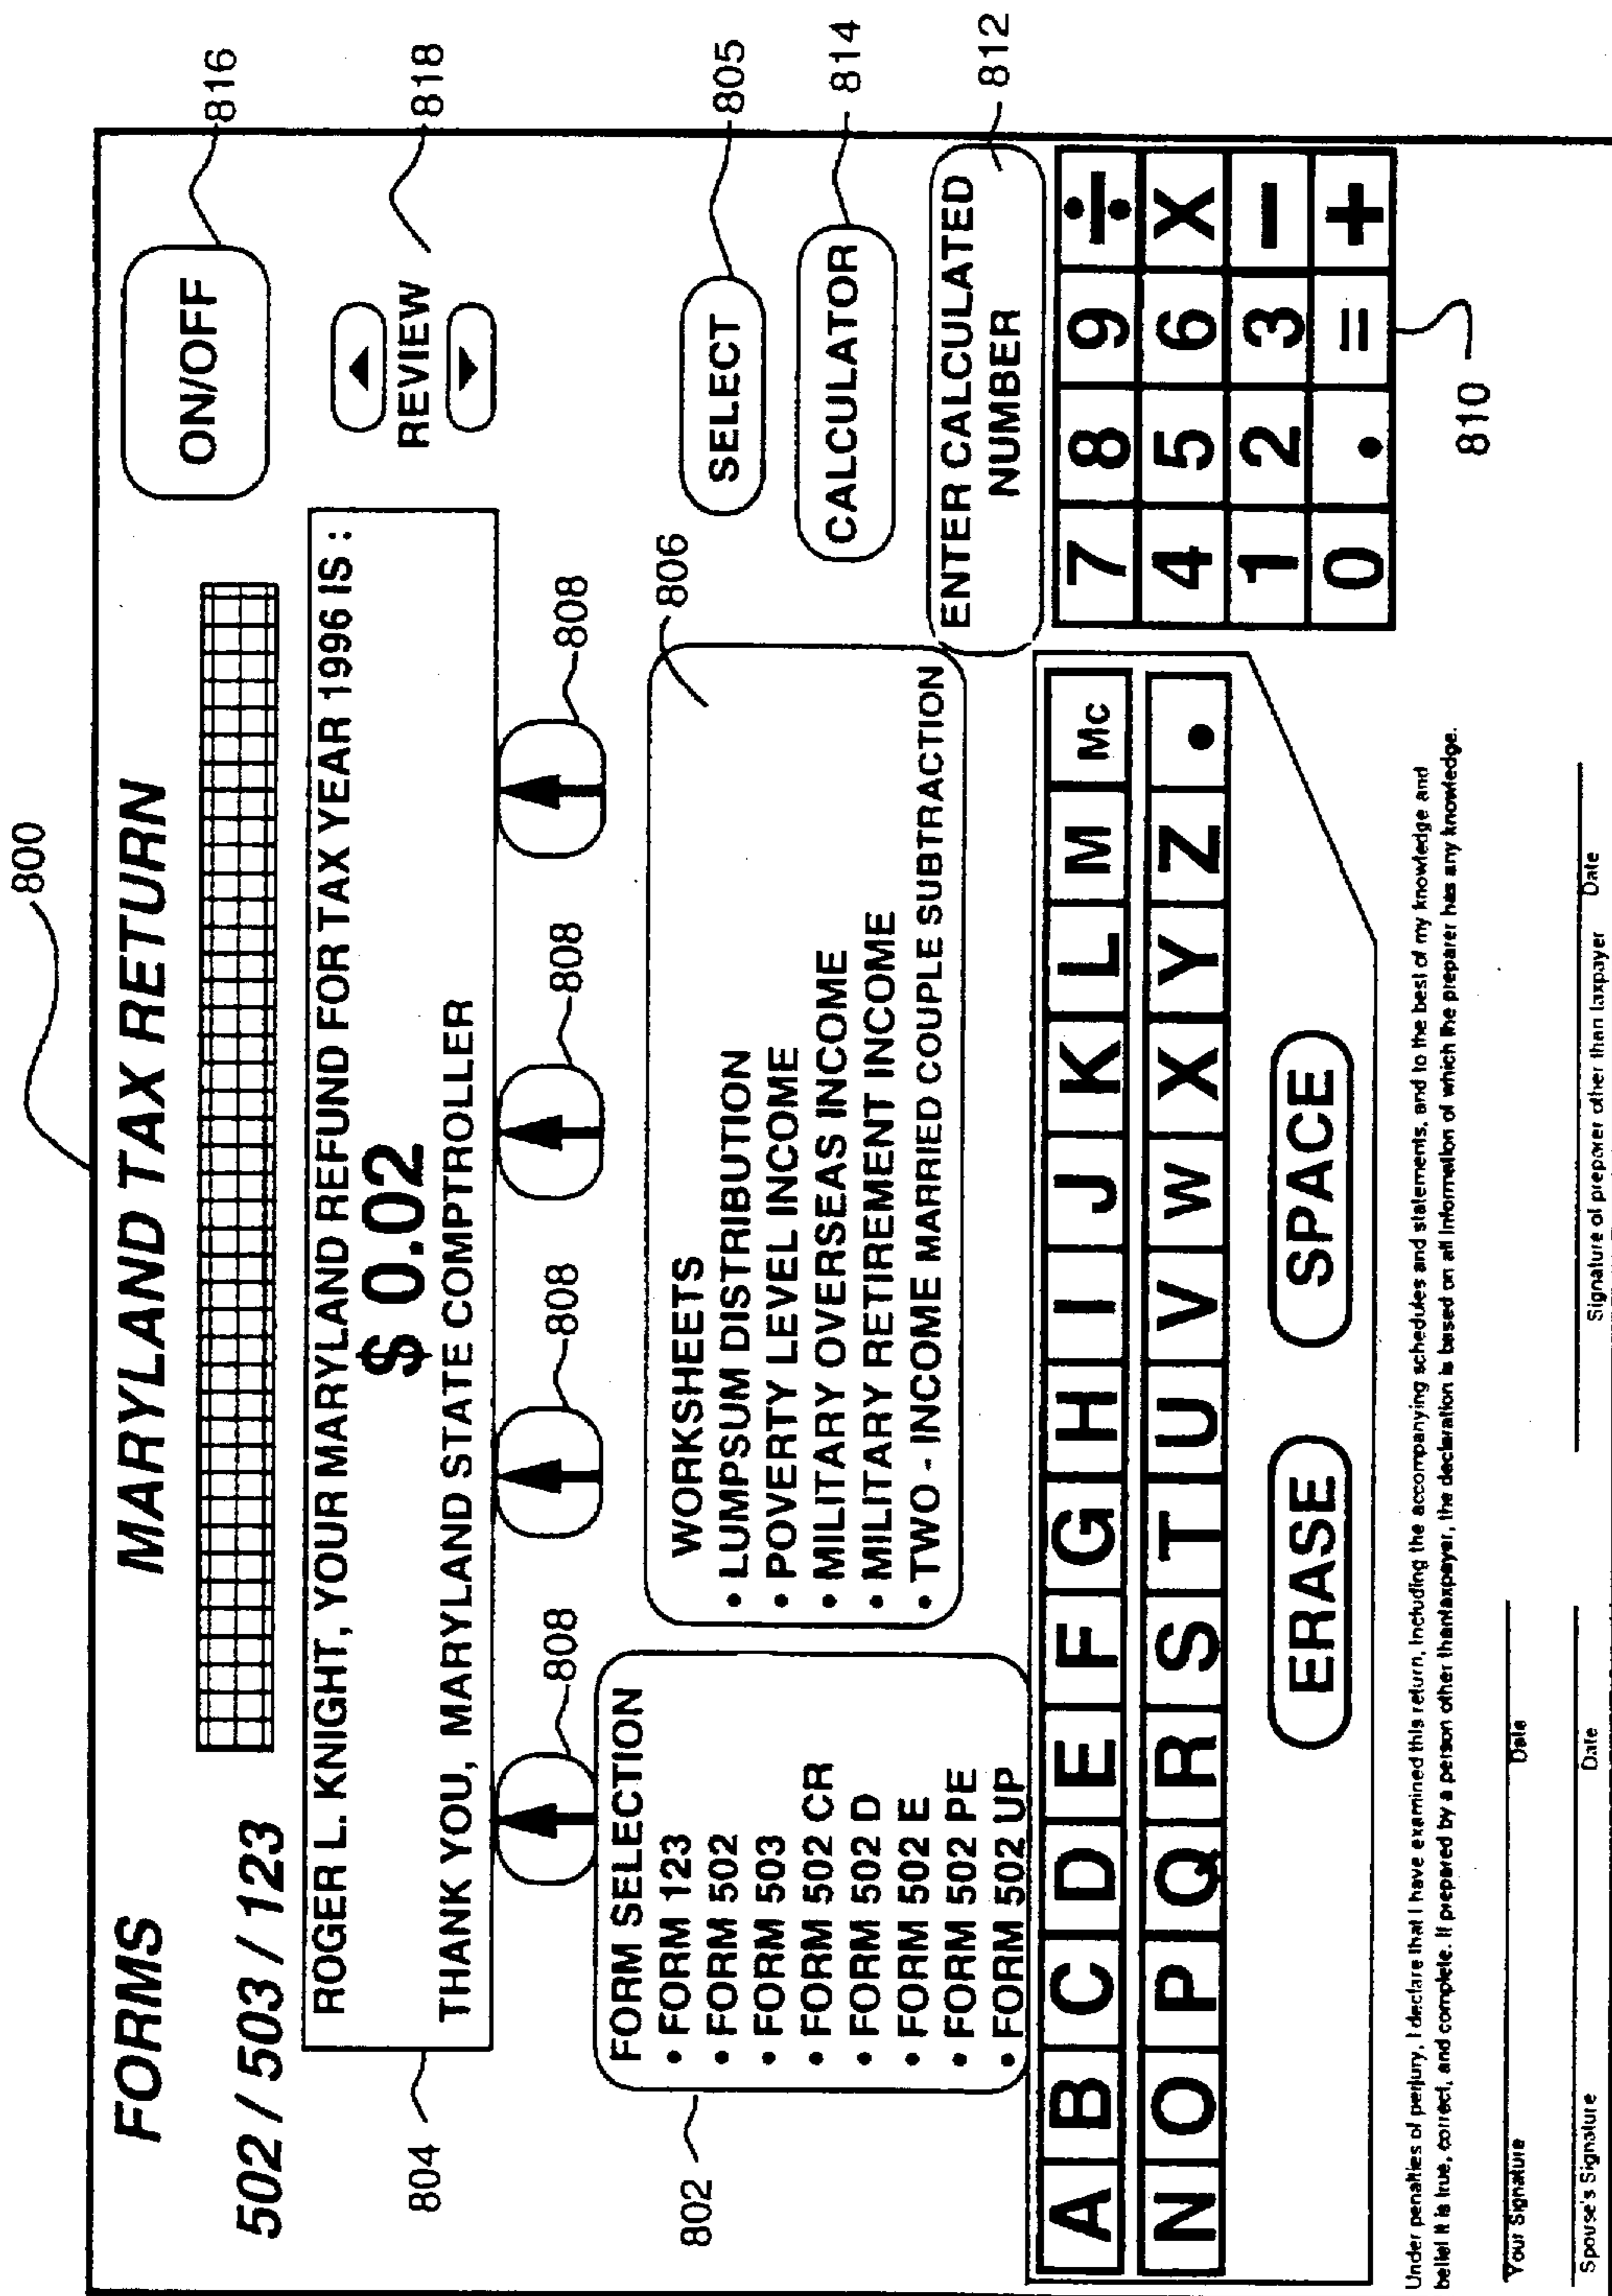 800
FORMS
MARYLAND TAX RETURN
502 / 503 / 123
ON/OFF
816
ROGER L. KNIGHT, YOUR MARYLAND REFUND FOR TAX YEAR 1996 IS :
$ 0.02
THANK YOU, MARYLAND STATE COMPTROLLER
804
REVIEW
818
808
808
808
808
802
FORM SELECTION
• FORM 123
• FORM 502
• FORM 503
• FORM 502 CR
• FORM 502 D
• FORM 502 E
• FORM 502 PE
• FORM 502 UP
806
WORKSHEETS
• LUMPSUM DISTRIBUTION
• POVERTY LEVEL INCOME
• MILITARY OVERSEAS INCOME
• MILITARY RETIREMENT INCOME
• TWO - INCOME MARRIED COUPLE SUBTRACTION
SELECT
805
CALCULATOR
814
ENTER CALCULATED
NUMBER
812
A B C D E F G H I J K L M Mc
N O P Q R S T U V W X Y Z .
ERASE SPACE
7 8 9 ÷
4 5 6 X
1 2 3 −
0 . = +
810
Under penalties of perjury, I declare that I have examined this return, including the accompanying schedules and statements, and to the best of my knowledge and
belief it is true, correct, and complete. If prepared by a person other thantaxpayer, the declaration is based on all information of which the preparer has any knowledge.
Your Signature Date
Spouse's Signature Date
Signature of preparer other than taxpayer Date